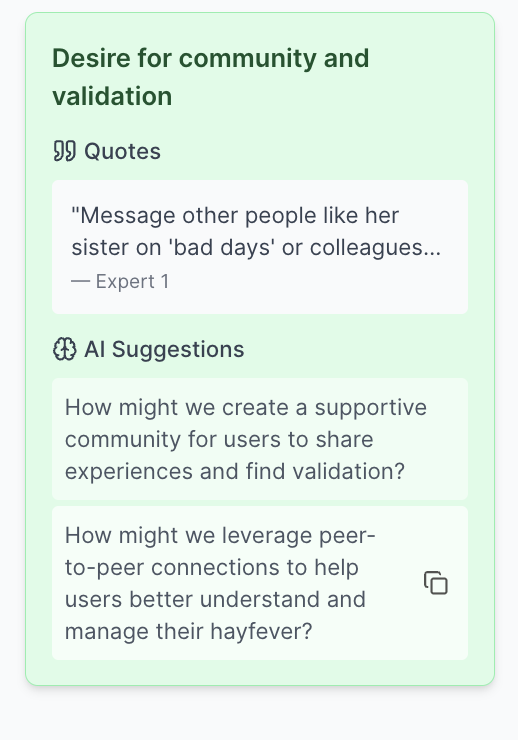 Desire for community and
validation
Quotes
"Message other people like her
sister on 'bad days' or colleagues...
— Expert 1
AI Suggestions
How might we create a supportive
community for users to share
experiences and find validation?
How might we leverage peer-
to-peer connections to help
users better understand and
manage their hayfever?